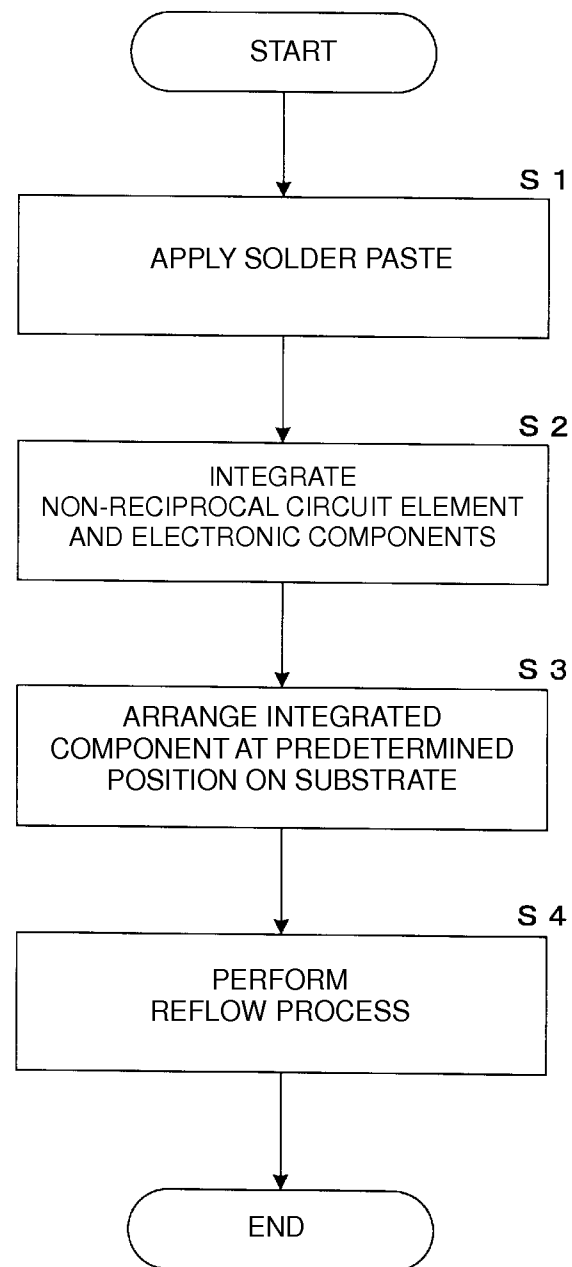 START
S 1
APPLY SOLDER PASTE
S 2
INTEGRATE
NON-RECIPROCAL CIRCUIT ELEMENT
AND ELECTRONIC COMPONENTS
S 3
ARRANGE INTEGRATED
COMPONENT AT PREDETERMINED
POSITION ON SUBSTRATE
S 4
PERFORM
REFLOW PROCESS
END